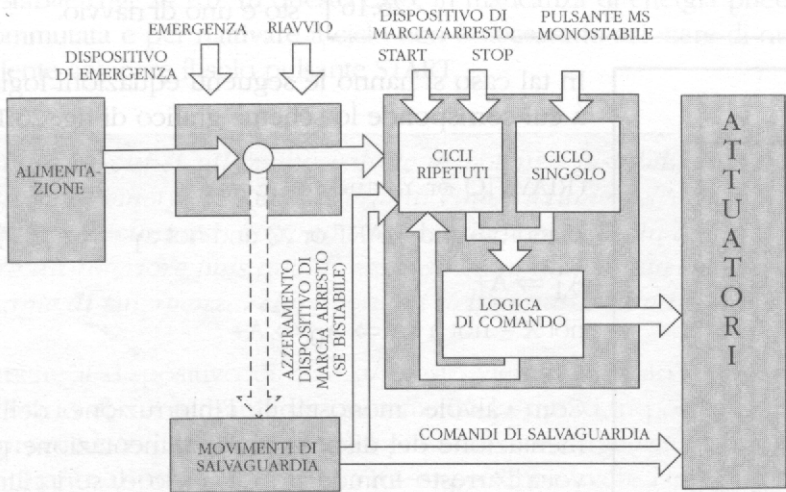 DISPOSITIVO DI
MARCIA/ARRESTO
START STOP
PULSANTE MS
MONOSTABILE
EMERGENZA RIAVVIO
DISPOSITIVO
DI EMERGENZA
ALIMENTA-
ZIONE
CICLI
RIPETUTI
CICLO
SINGOLO
ATTUATORI
AZZERAMENTO
DISPOSITIVO DI
MARCIA ARRESTO
(SE BISTABILE)
LOGICA
DI COMANDO
MOVIMENTI DI
SALVAGUARDIA
COMANDI DI SALVAGUARDIA